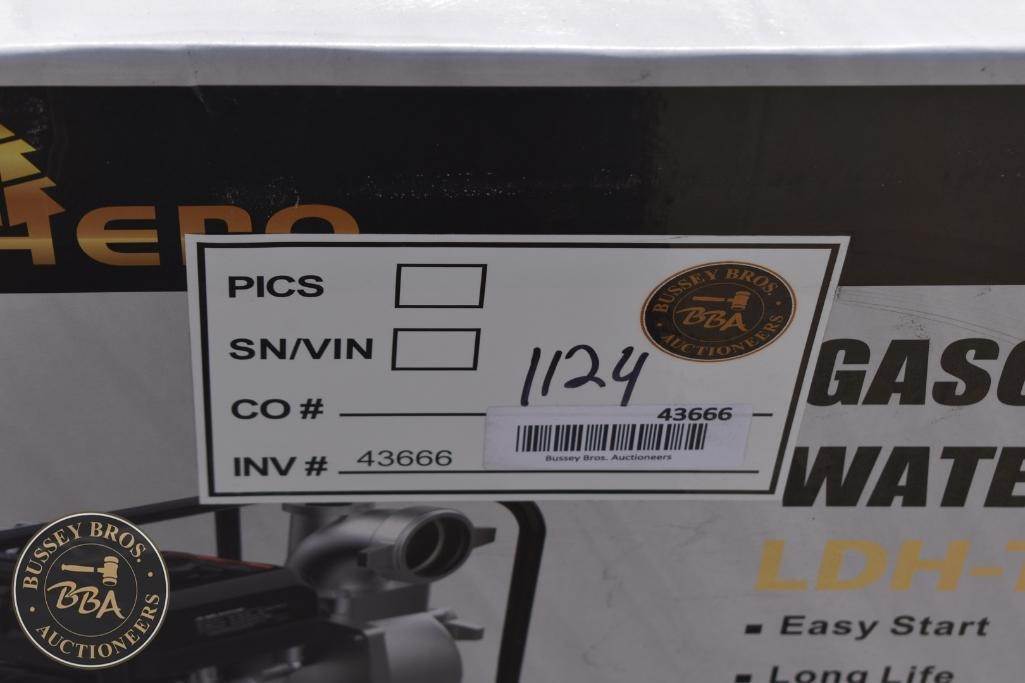 HERO
PICS
SN/VIN
CO #
INV # 43666
1124
BUSSEY BROS.
BBA
AUCTIONEERS
43666
Bussey Bros. Auctioneers
GASO
WATE
LDH-
▪ Easy Start
▪ Long Life
BUSSEY BROS.
BBA
AUCTIONEERS